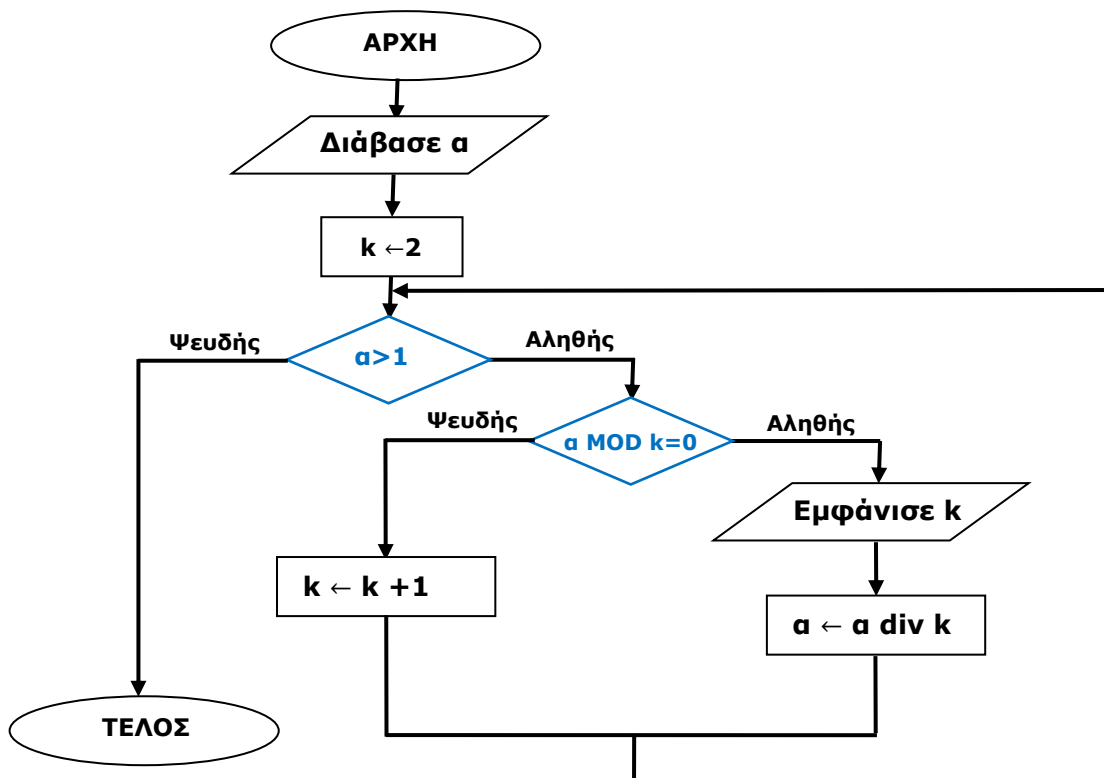 ΑΡΧΗ
Διάβασε α
k ←2
Ψευδής
α>1
Αληθής
Ψευδής
α MOD k=0
Αληθής
Εμφάνισε k
k ← k +1
α ← α div k
ΤΕΛΟΣ